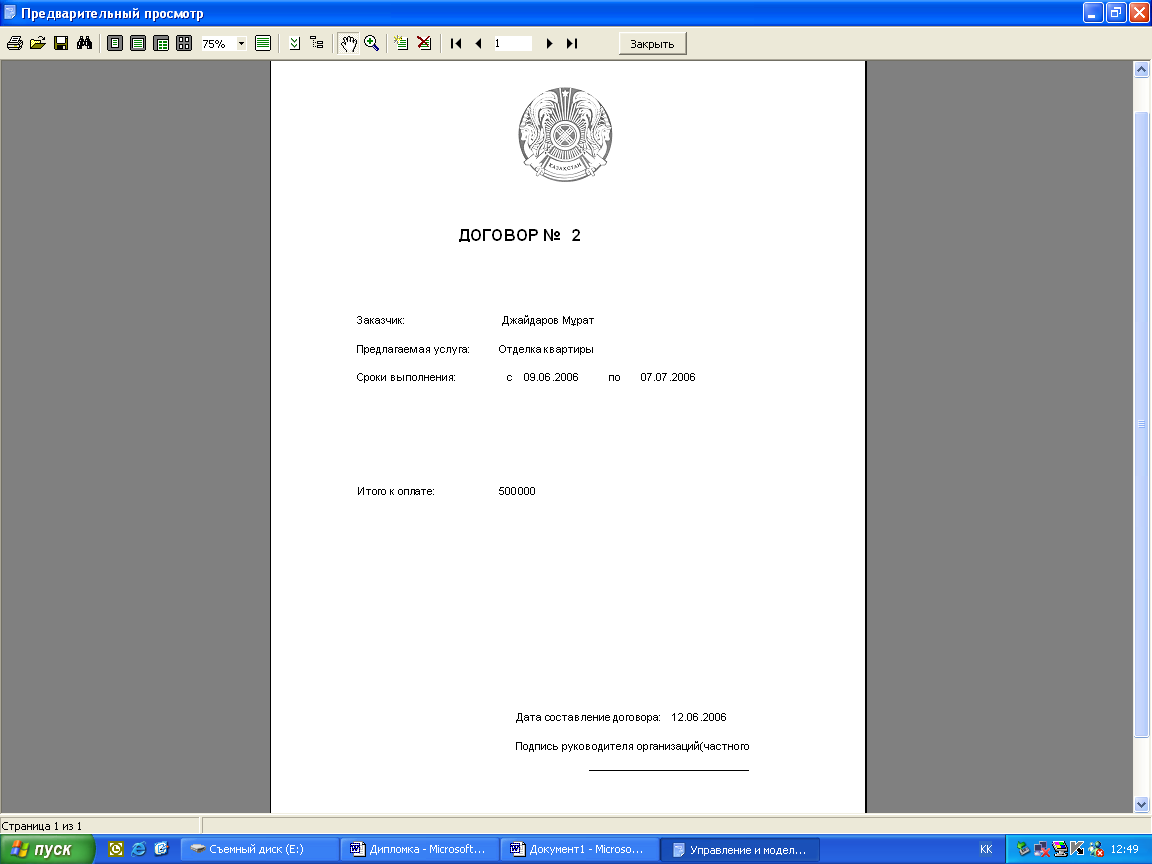 Предварительный просмотр
75%
1
Закрыть
ҚАЗАҚСТАН
ДОГОВОР № 2
Заказчик: Джайдаров Мұрат
Предлагаемая услуга: Отделка квартиры
Сроки выполнения: с 09.06.2006 по 07.07.2006
Итого к оплате: 500000
Дата составление договора: 12.06.2006
Подпись руководителя организаций(частного
Страница 1 из 1
пуск
Съемный диск (E:)
Дипломка - Microsoft...
Документ1 - Microso...
Управление и модел...
KK
12:49